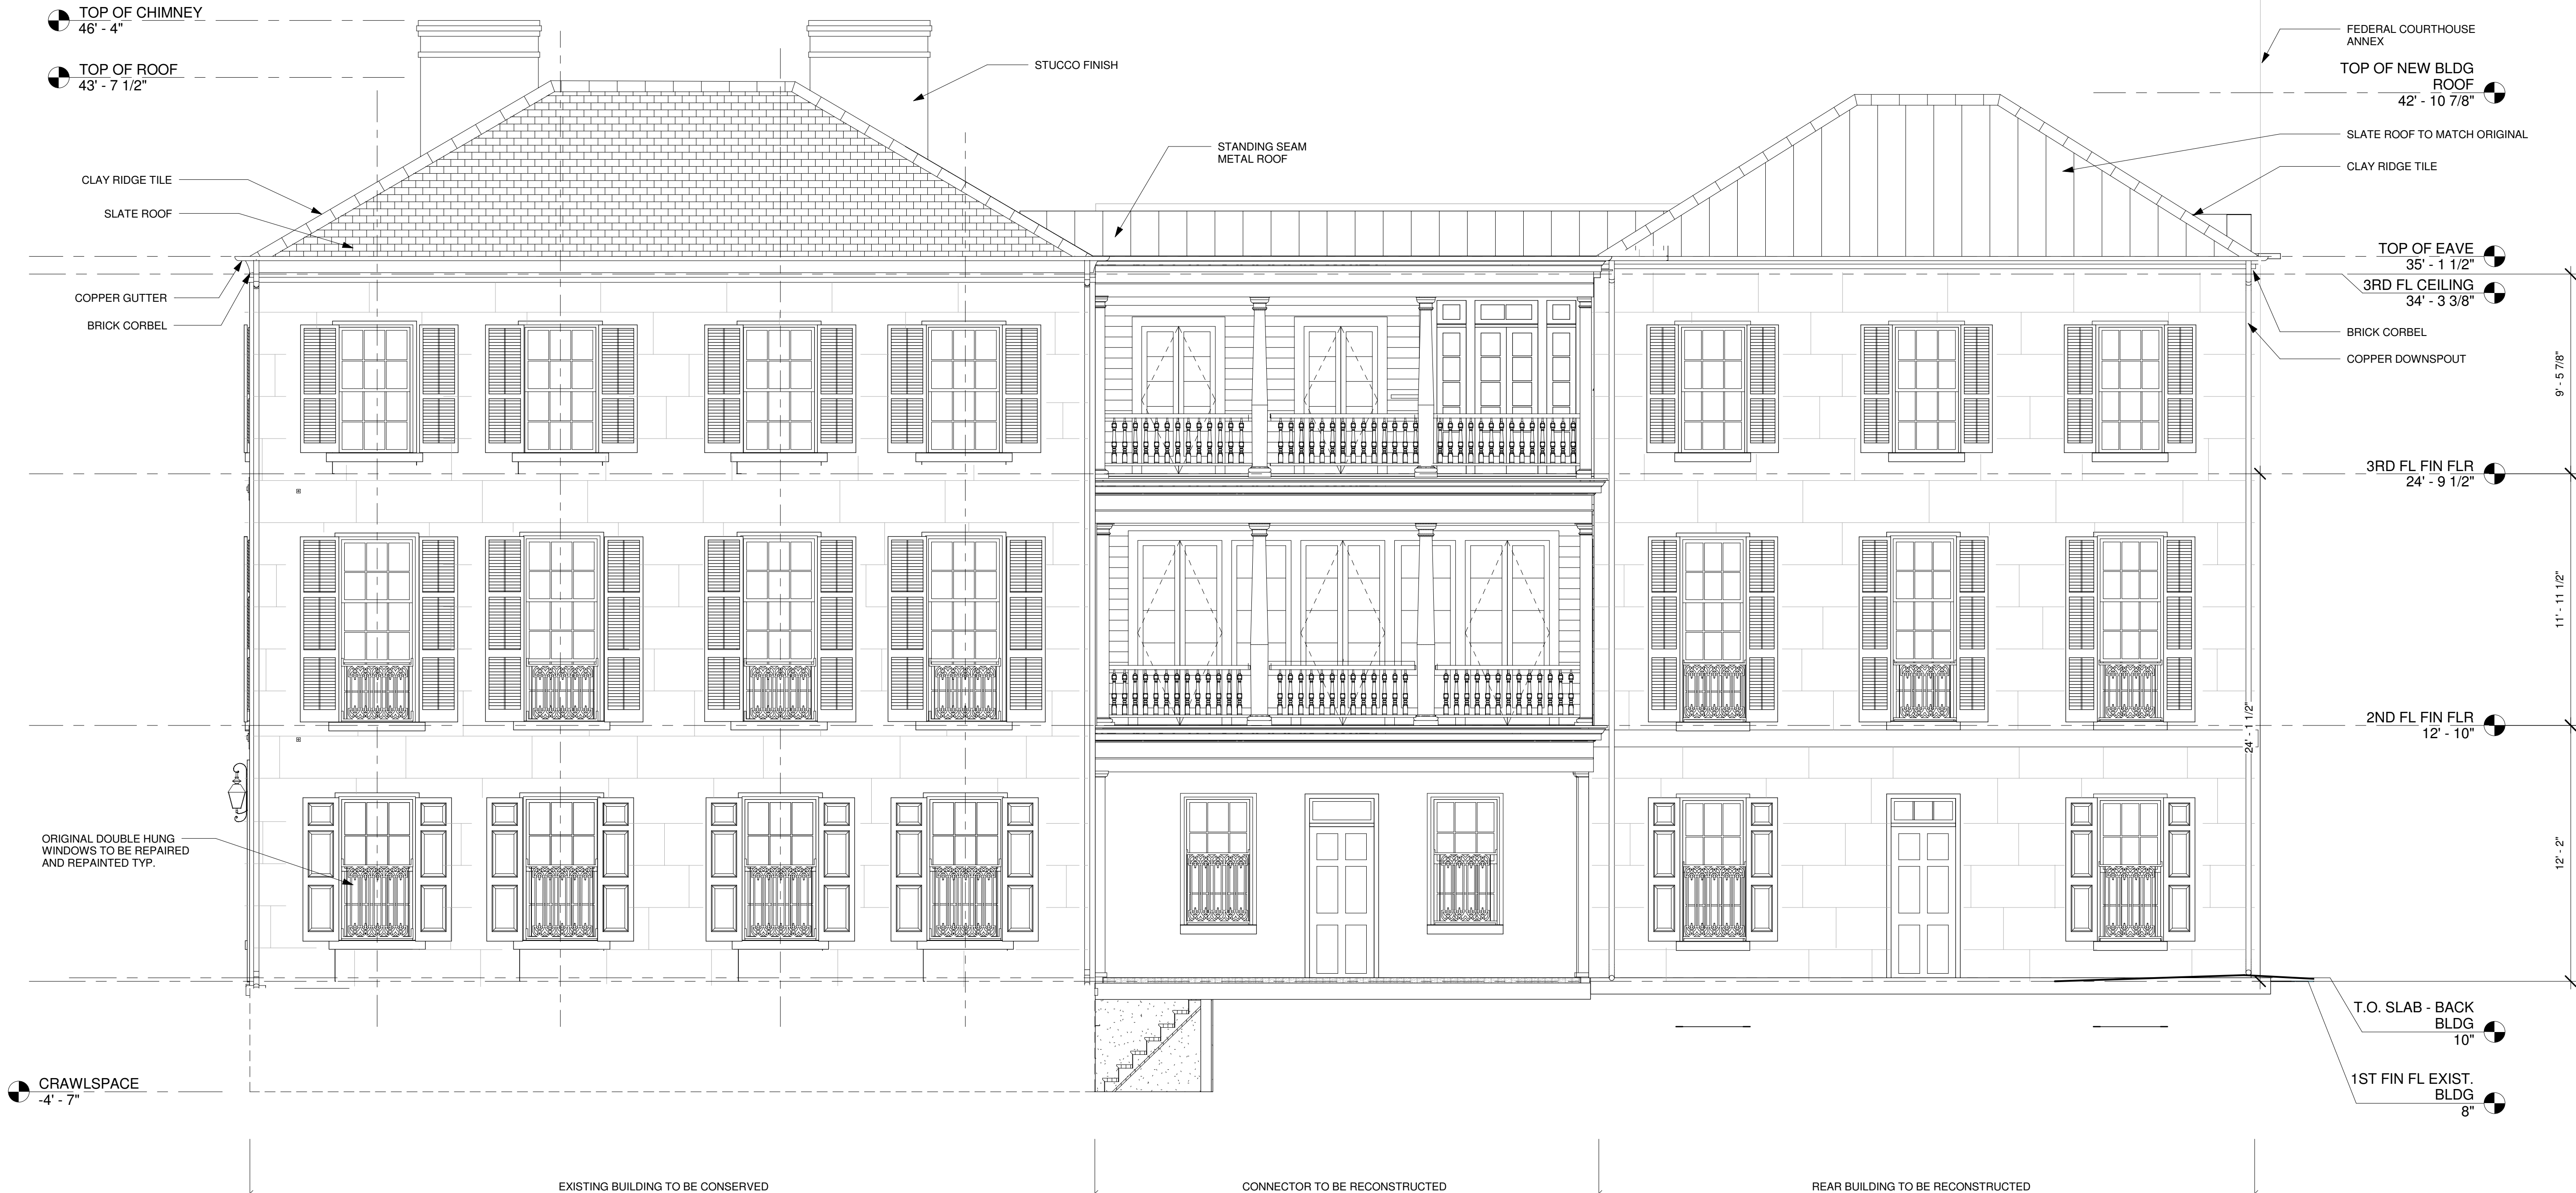 TOP OF CHIMNEY
46' - 4"
TOP OF ROOF
43' - 7 1/2"
STUCCO FINISH
STANDING SEAM
METAL ROOF
CLAY RIDGE TILE
SLATE ROOF
COPPER GUTTER
BRICK CORBEL
ORIGINAL DOUBLE HUNG
WINDOWS TO BE REPAIRED
AND REPAINTED TYP.
CRAWLSPACE
-4' - 7"
FEDERAL COURTHOUSE
ANNEX
TOP OF NEW BLDG
ROOF
42' - 10 7/8"
SLATE ROOF TO MATCH ORIGINAL
CLAY RIDGE TILE
TOP OF EAVE
35' - 1 1/2"
3RD FL CEILING
34' - 3 3/8"
BRICK CORBEL
COPPER DOWNSPOUT
9' - 5 7/8"
3RD FL FIN FLR
24' - 9 1/2"
11' - 11 1/2"
2ND FL FIN FLR
12' - 10"
24' - 1 1/2"
12' - 2"
T.O. SLAB - BACK
BLDG
10"
1ST FIN FL EXIST.
BLDG
8"
EXISTING BUILDING TO BE CONSERVED
CONNECTOR TO BE RECONSTRUCTED
REAR BUILDING TO BE RECONSTRUCTED